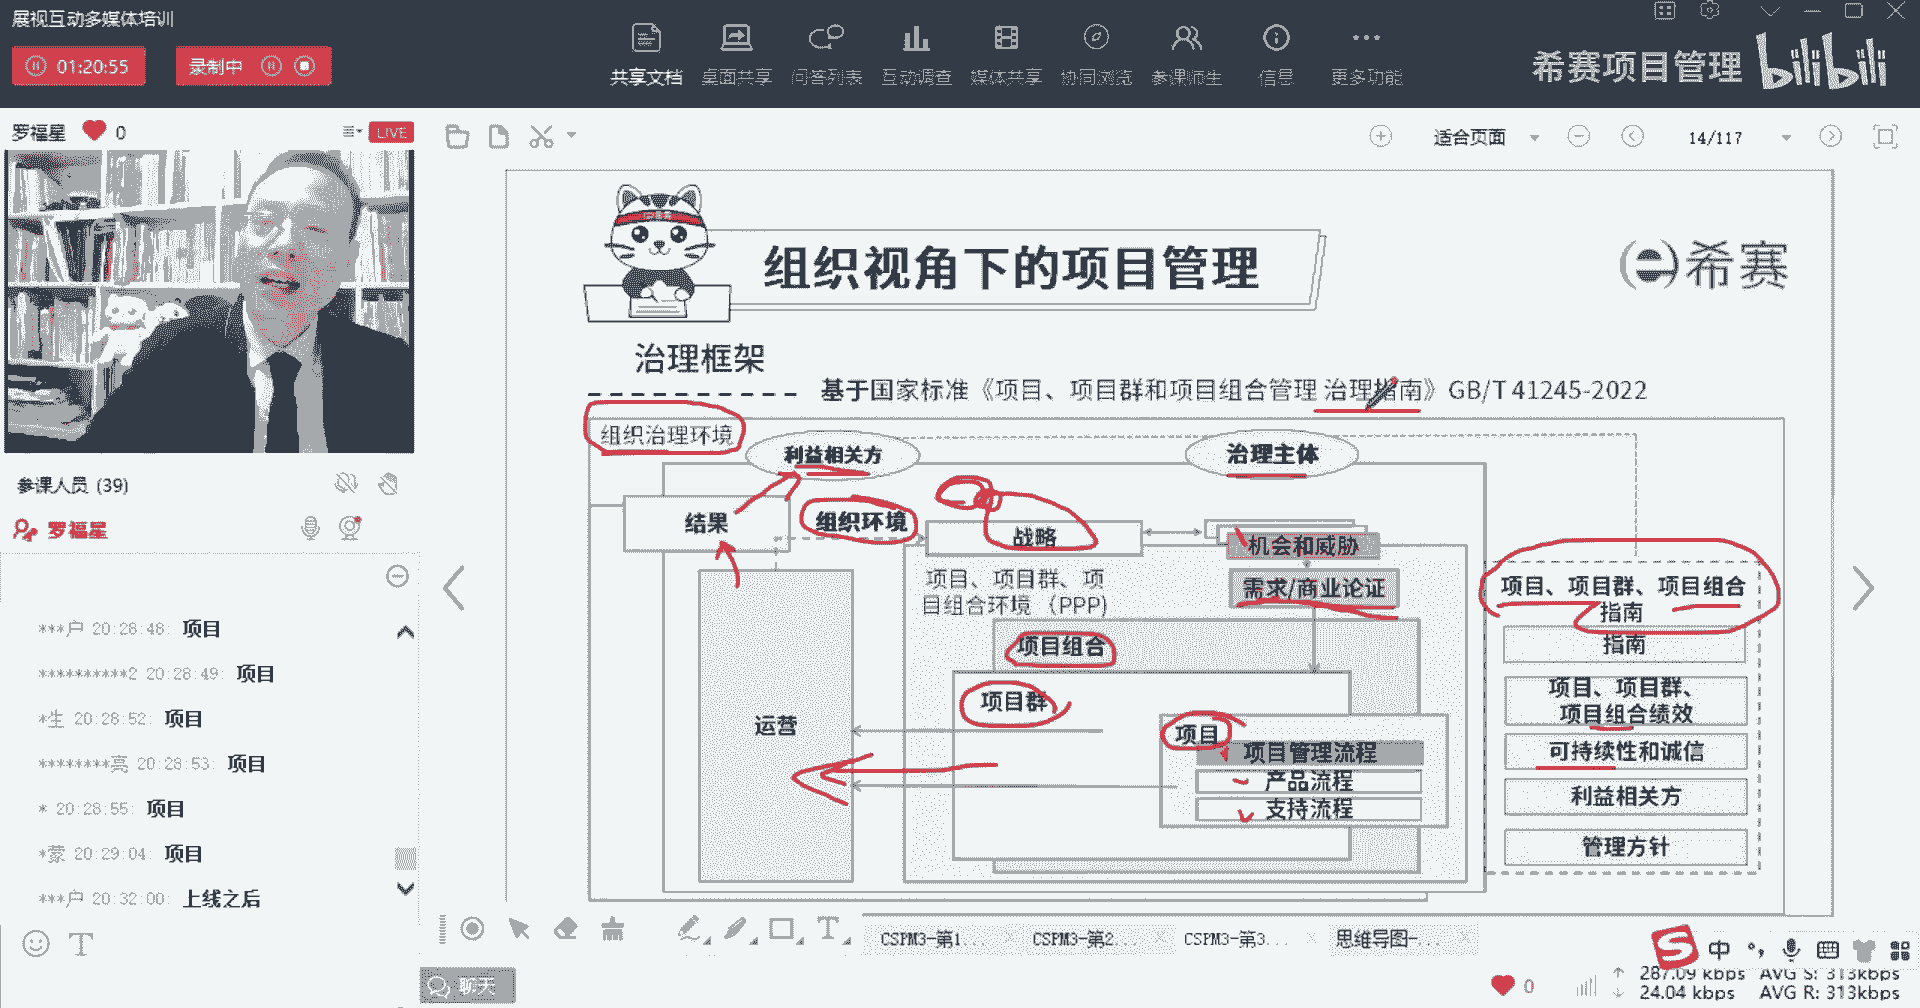 展视互动多媒体培训
01:20:55
录制中
共享文档 桌面共享 问答列表 互动调查 媒体共享 协同浏览 参课师生 信息 更多功能
希赛项目管理 bilibili
罗福星 0
LIVE
适合页面
14/117
组织视角下的项目管理
希赛
治理框架
基于国家标准《项目、项目群和项目组合管理 治理指南》GB/T 41245-2022
组织治理环境
利益相关方
治理主体
结果
组织环境
战略
机会和威胁
项目、项目群、项
目组合环境 (PPP)
需求/商业论证
项目组合
项目群
项目
项目管理流程
产品流程
支持流程
运营
项目、项目群、项目组合
指南
指南
项目、项目群、
项目组合绩效
可持续性和诚信
利益相关方
管理方针
参课人员 (39)
罗福星
***户 20:28:48: 项目
**********2 20:28:49: 项目
*生 20:28:52: 项目
********亮 20:28:53: 项目
* 20:28:55: 项目
*蒙 20:29:04: 项目
***户 20:32:00: 上线之后
CSPM3-第1... CSPM3-第2... CSPM3-第3... 思维导图-...
聊天
中
0
287.09 kbps AVG S: 313kbps
24.04 kbps AVG R: 313kbps